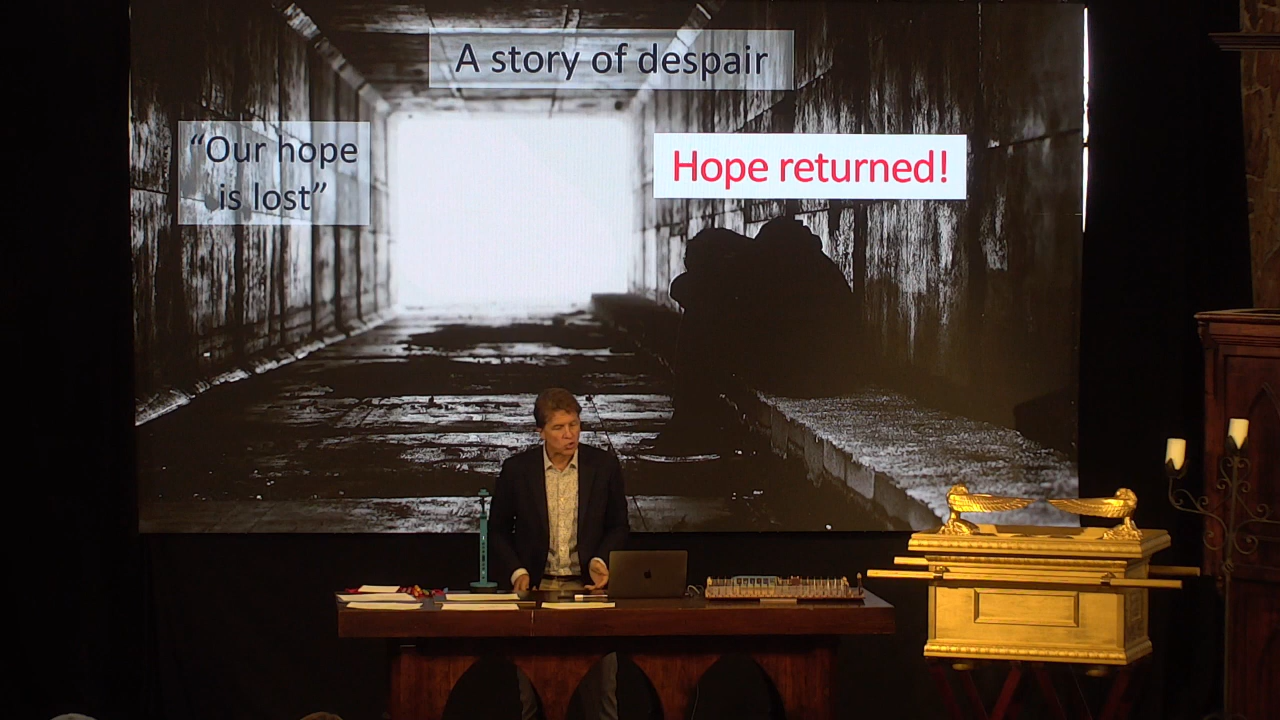 A story of despair
“Our hope
is lost”
Hope returned!